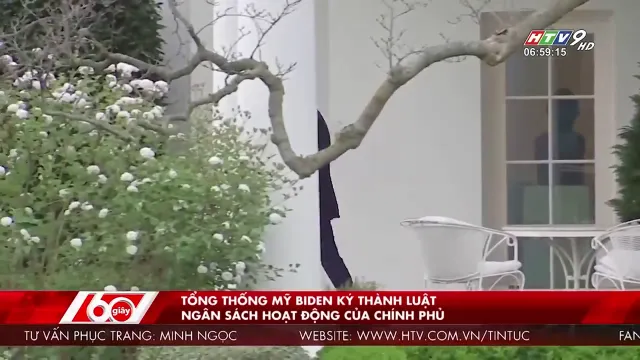 HTV9 HD
06:59:15
60 giây
TỔNG THỐNG MỸ BIDEN KÝ THÀNH LUẬT
NGÂN SÁCH HOẠT ĐỘNG CỦA CHÍNH PHỦ
TƯ VẤN PHỤC TRANG: MINH NGỌC WEBSITE: WWW.HTV.COM.VN/TINTUC FAN